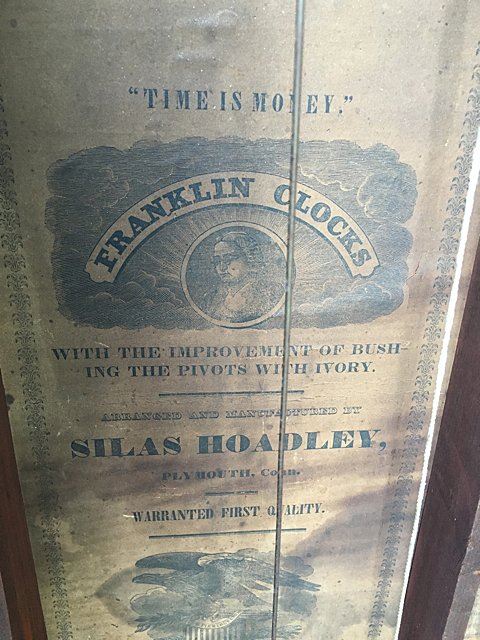 "TIME IS MONEY."
FRANKLIN CLOCKS
WITH THE IMPROVEMENT OF BUSH-
ING THE PIVOTS WITH IVORY.
ARRANGED AND MANUFACTURED BY
SILAS HOADLEY,
PLYMOUTH, Conn.
WARRANTED FIRST QUALITY.